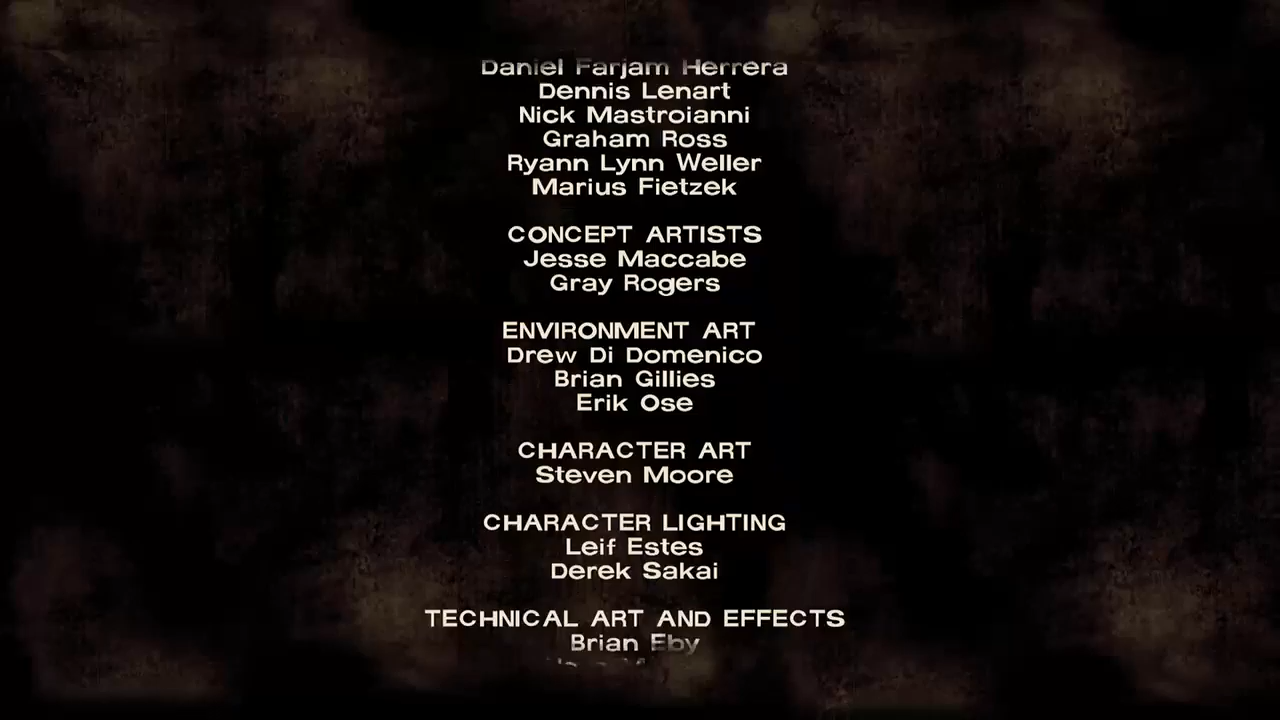 Daniel Farjam Herrera
Dennis Lenart
Nick Mastroianni
Graham Ross
Ryann Lynn Weller
Marius Fietzek
CONCEPT ARTISTS
Jesse Maccabe
Gray Rogers
ENVIRONMENT ART
Drew Di Domenico
Brian Gillies
Erik Ose
CHARACTER ART
Steven Moore
CHARACTER LIGHTING
Leif Estes
Derek Sakai
TECHNICAL ART AND EFFECTS
Brian Eby